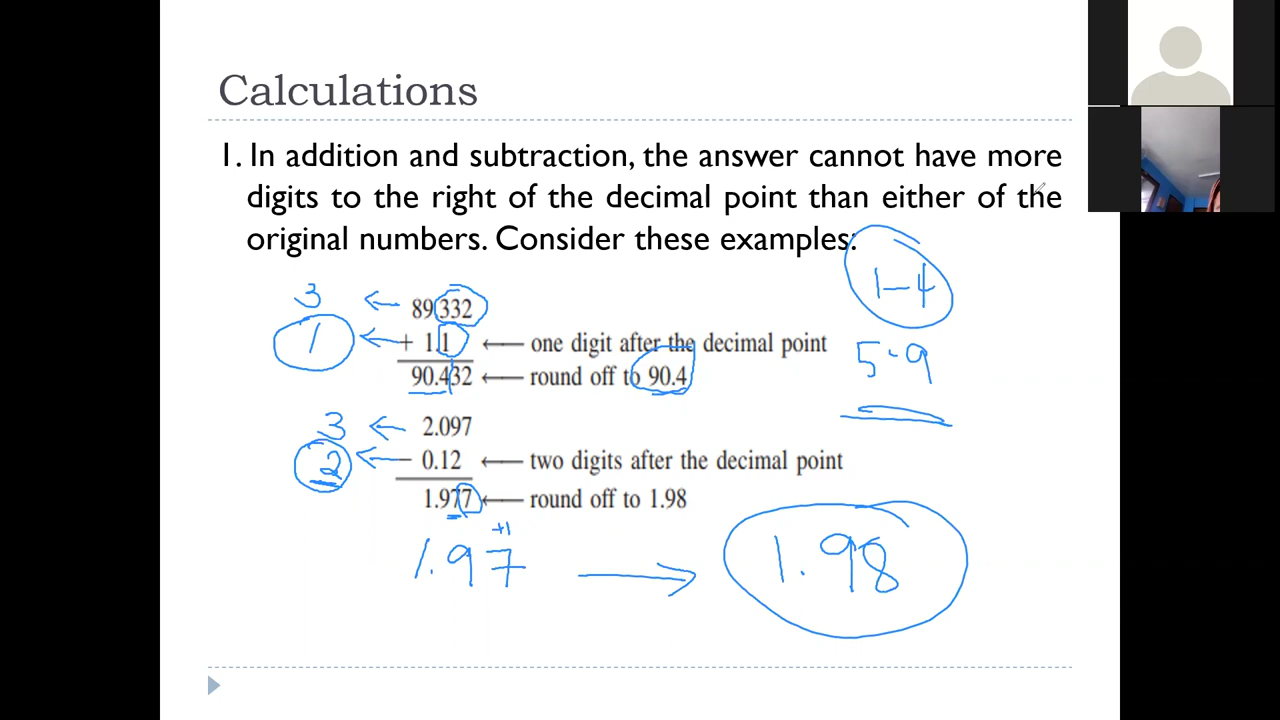 Calculations
1. In addition and subtraction, the answer cannot have more
digits to the right of the decimal point than either of the
original numbers. Consider these examples:
1-4
3 ← 89.332
1 ← + 1.1 ← one digit after the decimal point
5-9
90.432 ← round off to 90.4
3 ← 2.097
2 ← − 0.12 ← two digits after the decimal point
1.977 ← round off to 1.98
+1
1.97 → 1.98